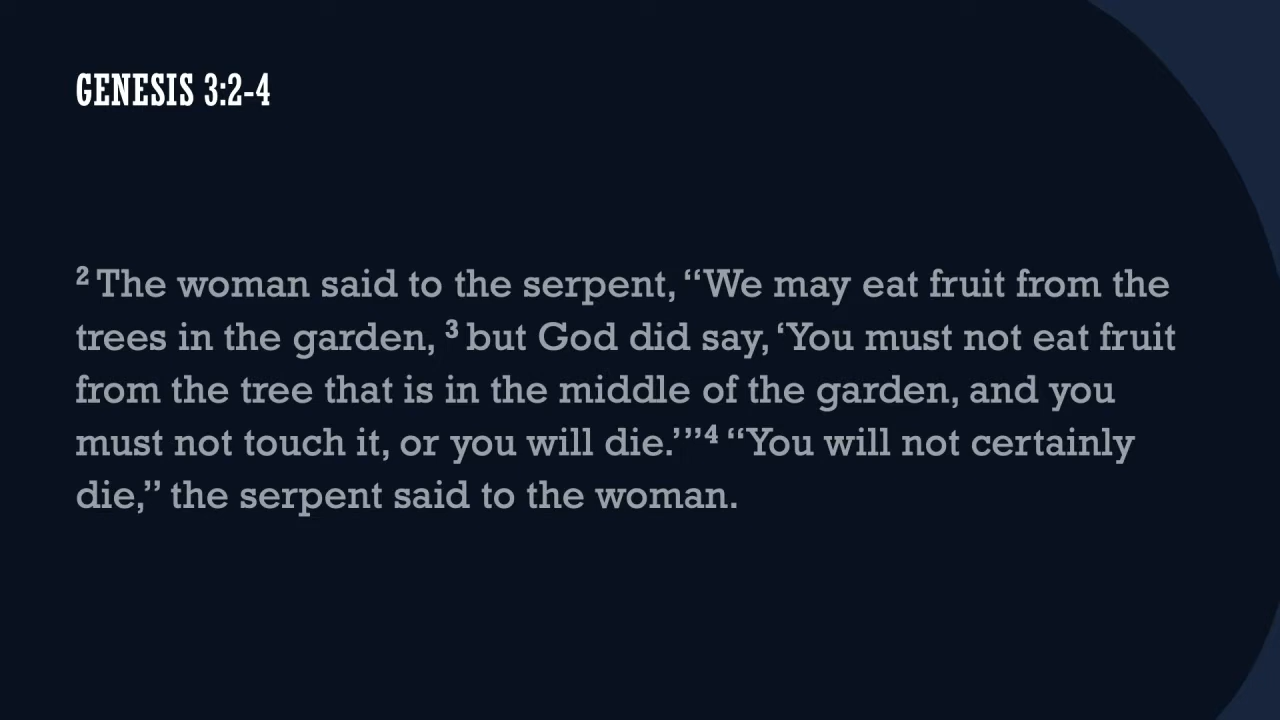 GENESIS 3:2-4
² The woman said to the serpent, “We may eat fruit from the
trees in the garden, ³ but God did say, ‘You must not eat fruit
from the tree that is in the middle of the garden, and you
must not touch it, or you will die.’”⁴ “You will not certainly
die,” the serpent said to the woman.